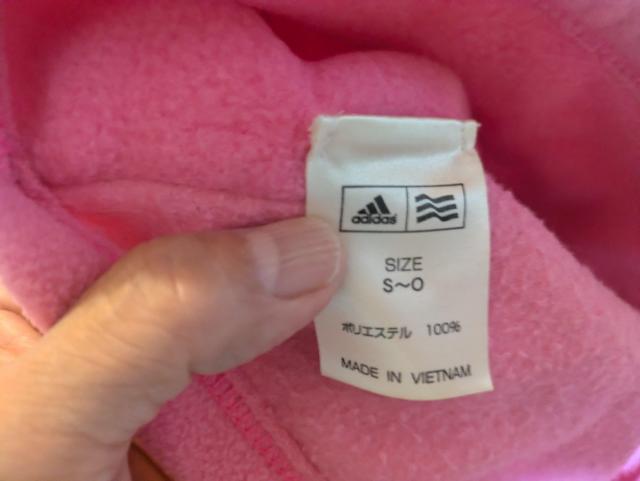 adidas
SIZE
S〜O
ポリエステル 100%
MADE IN VIETNAM